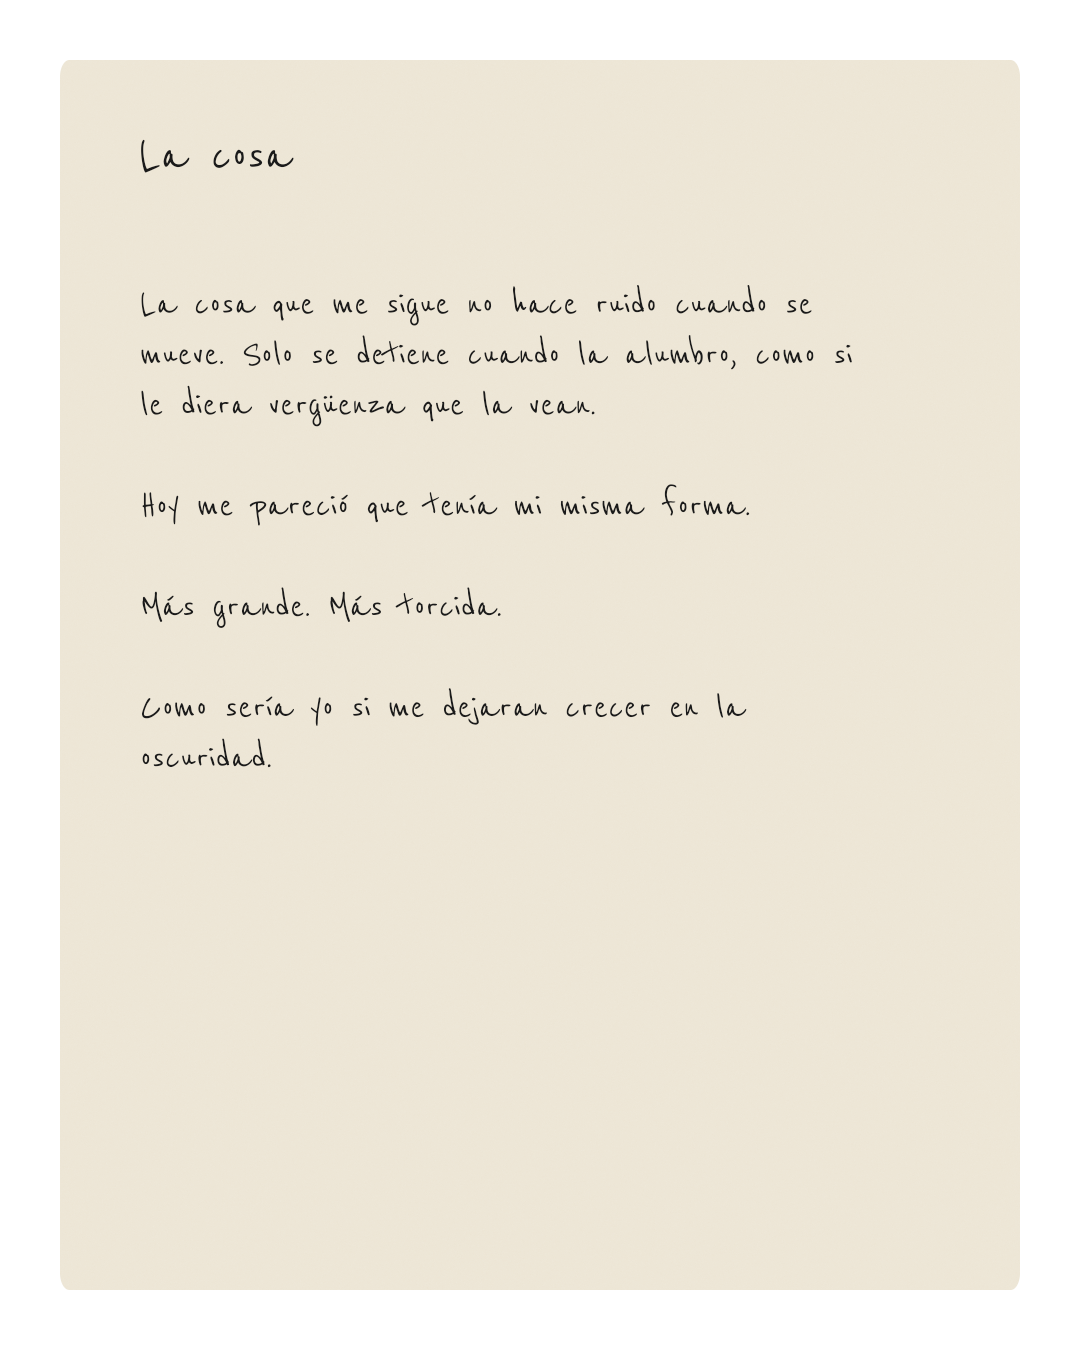 La cosa
La cosa que me sigue no hace ruido cuando se
mueve. Solo se detiene cuando la alumbro, como si
le diera vergüenza que la vean.
Hoy me pareció que tenía mi misma forma.
Más grande. Más torcida.
Como sería yo si me dejaran crecer en la
oscuridad.